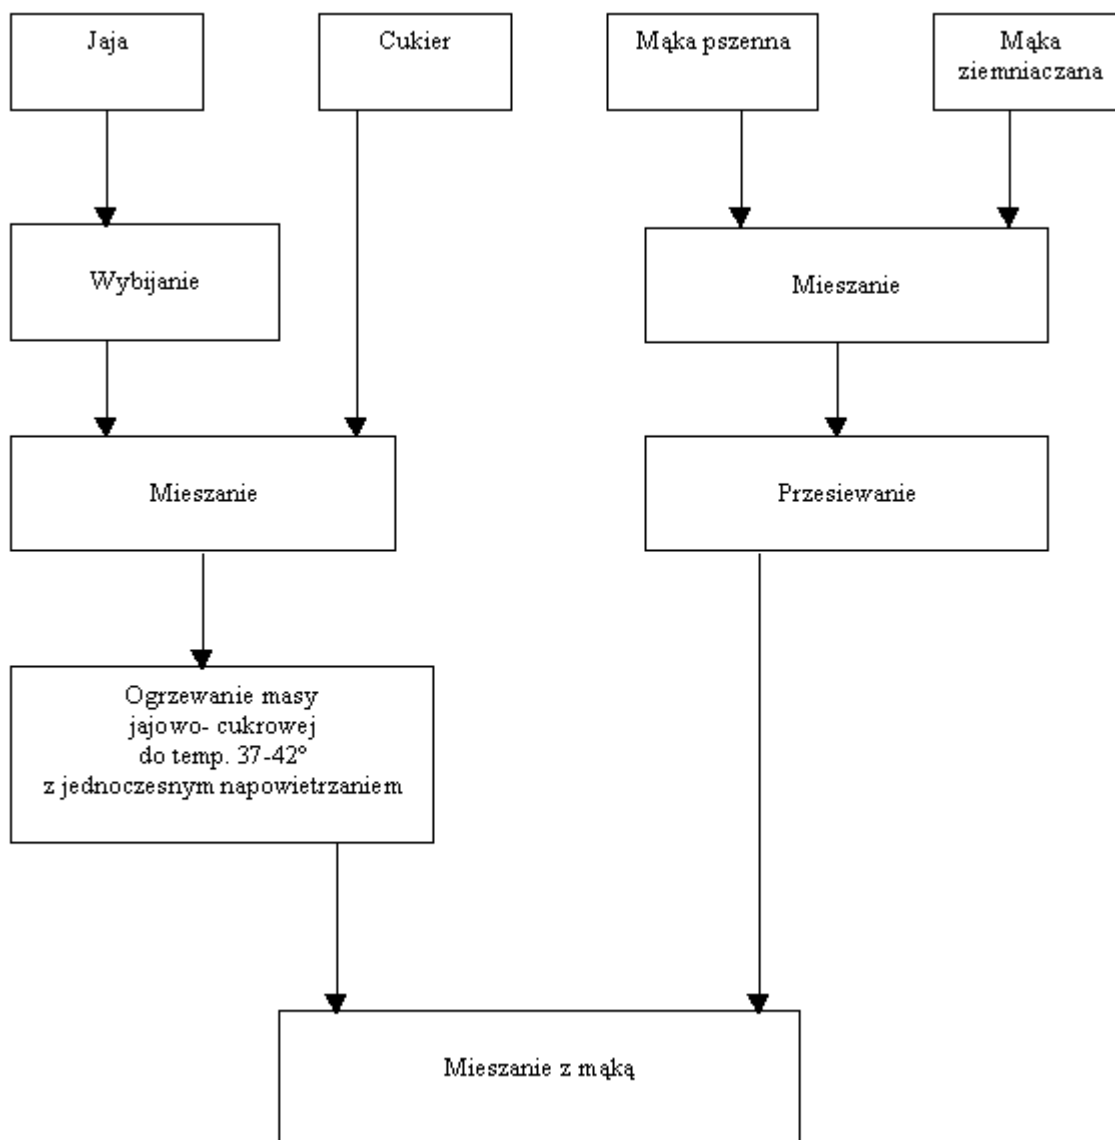 Jaja
Cukier
Mąka pszenna
Mąka
ziemniaczana
Wybijanie
Mieszanie
Mieszanie
Przesiewanie
Ogrzewanie masy
jajowo- cukrowej
do temp. 37-42°
z jednoczesnym napowietrzaniem
Mieszanie z mąką